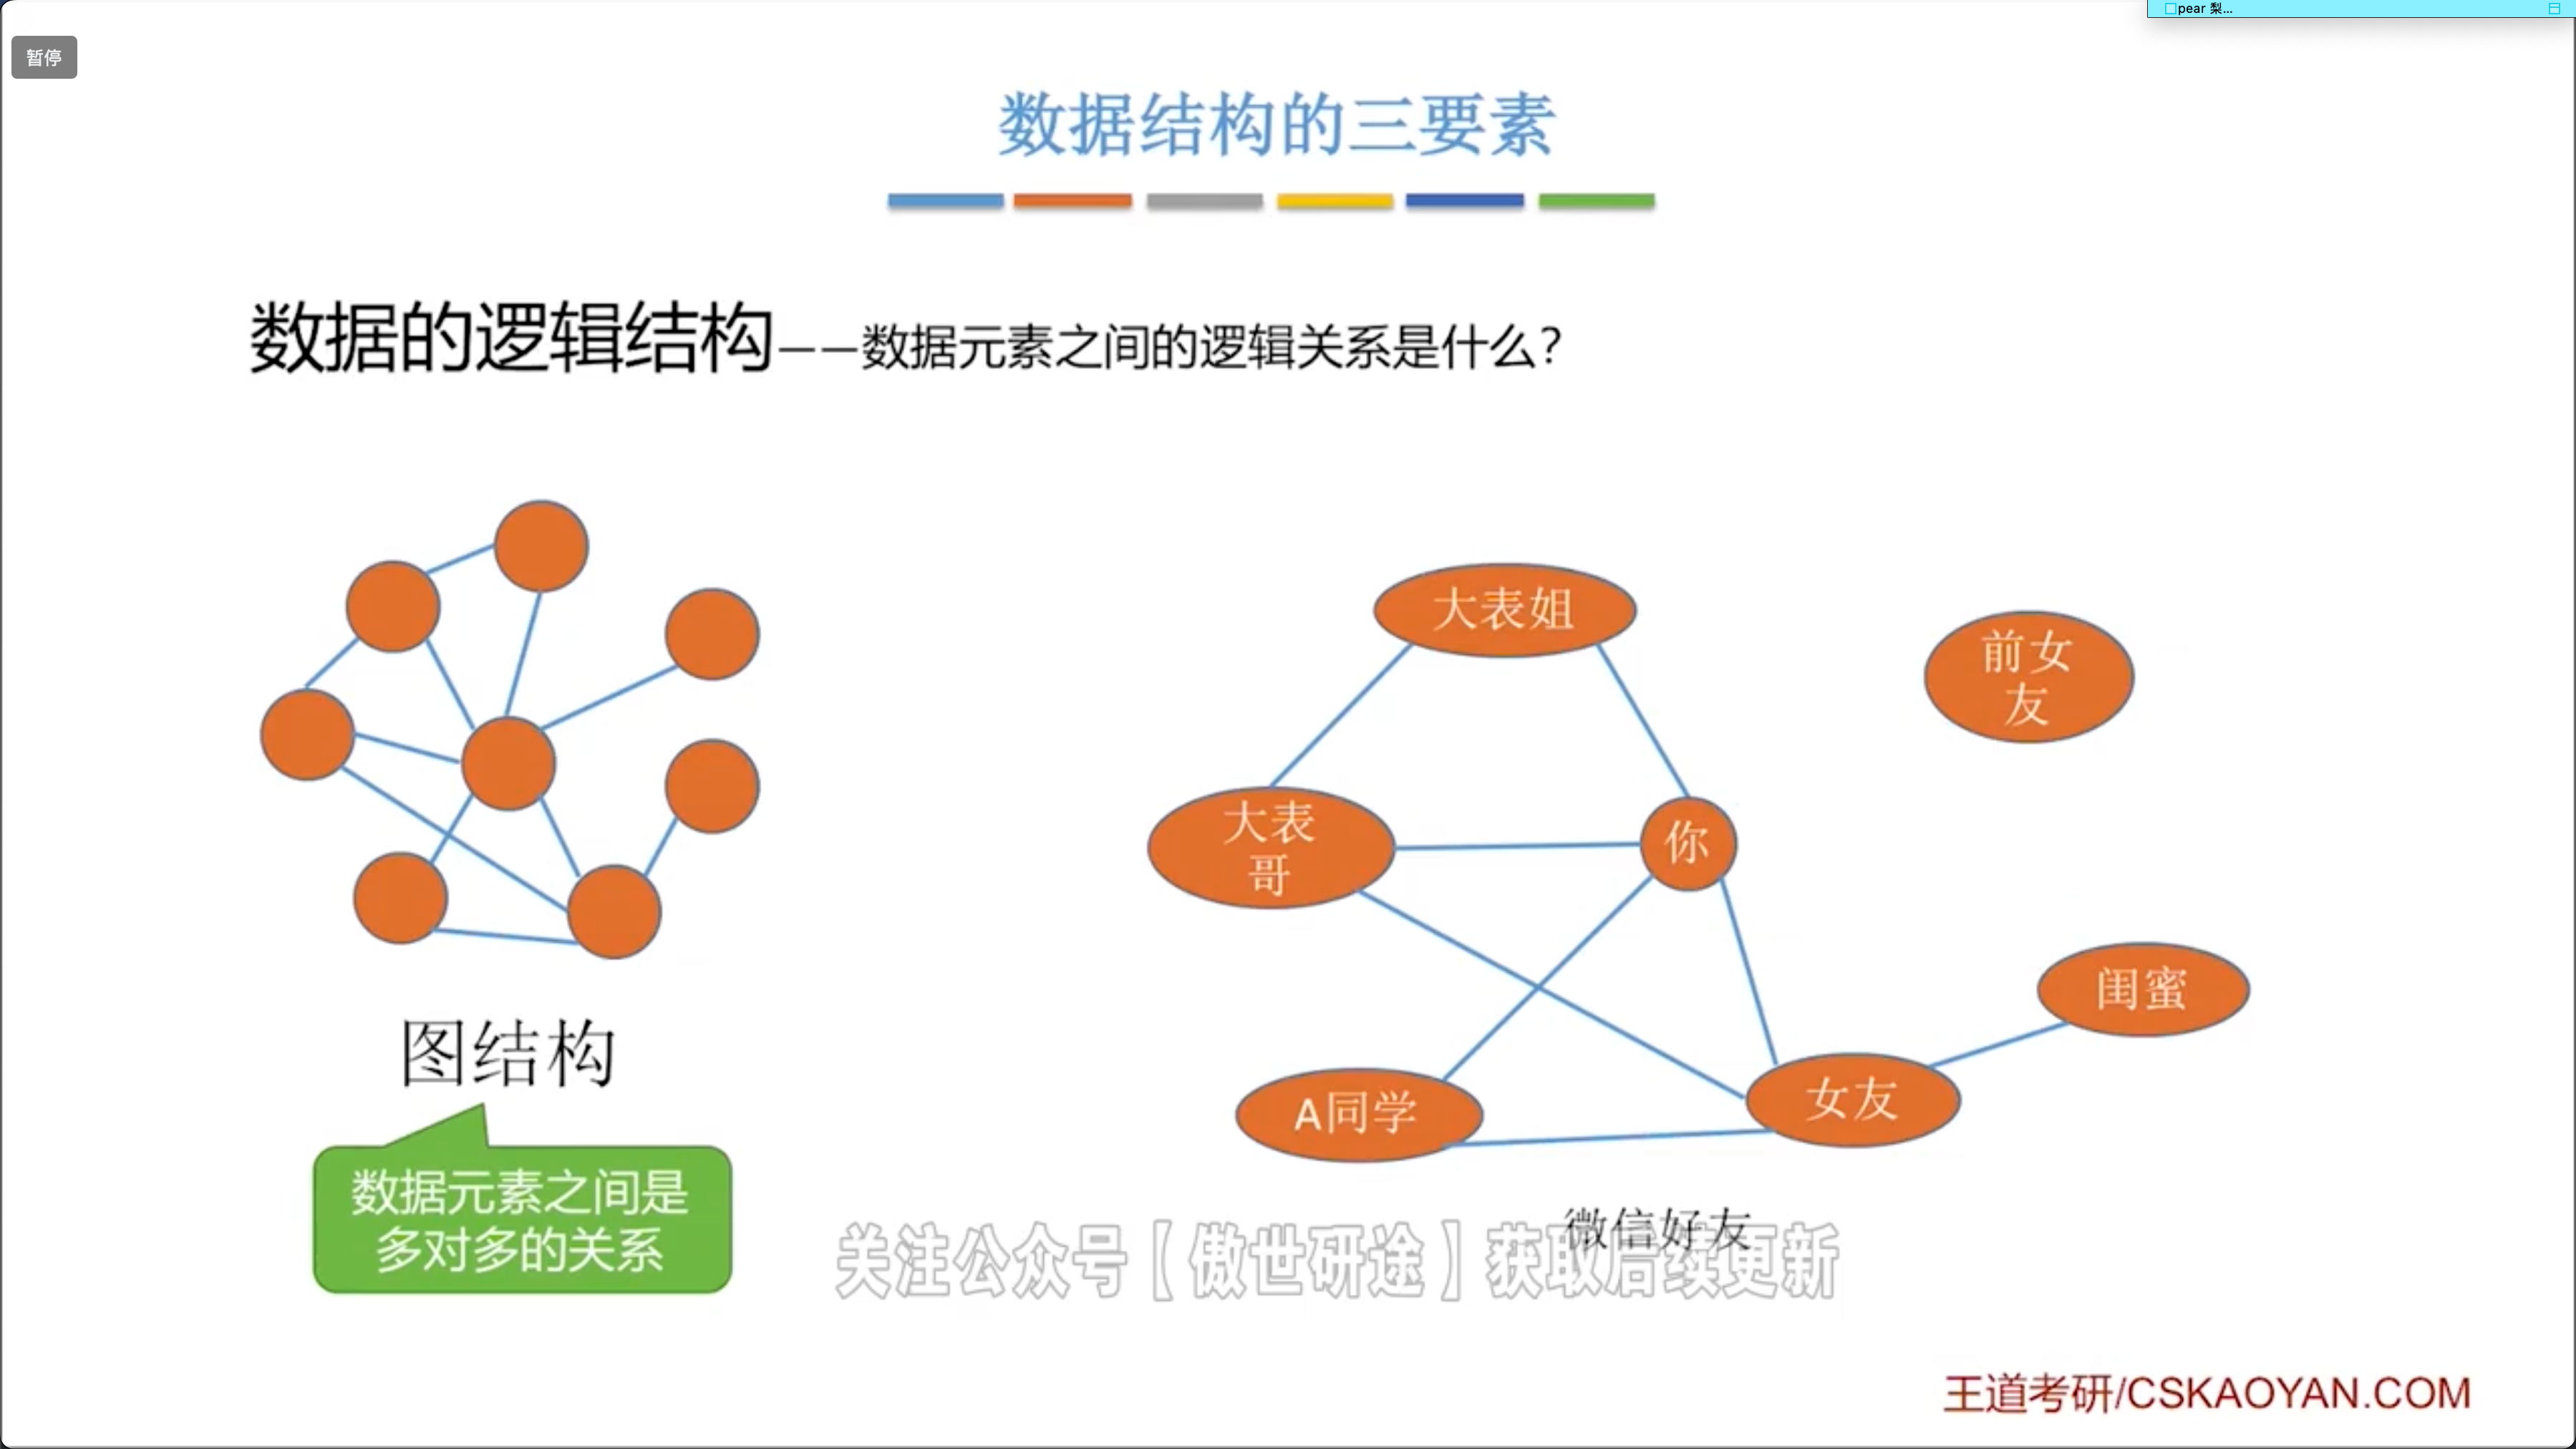 pear 梨...
暂停
数据结构的三要素
数据的逻辑结构——数据元素之间的逻辑关系是什么？
大表姐
前女
友
大表
哥
你
闺蜜
A同学
女友
图结构
数据元素之间是
多对多的关系
微信好友
关注公众号【傲世研途】获取后续更新
王道考研/CSKAOYAN.COM